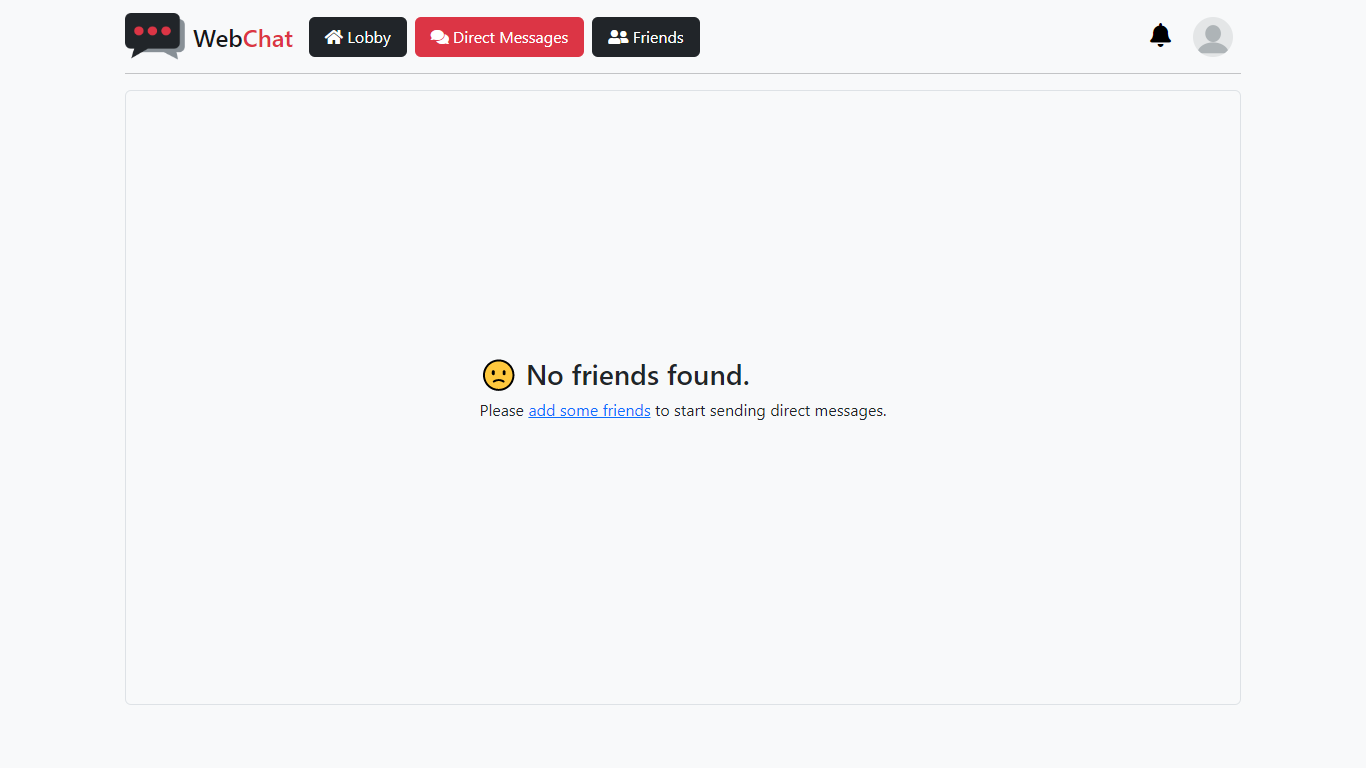 WebChat Lobby Direct Messages Friends
No friends found.
Please add some friends to start sending direct messages.